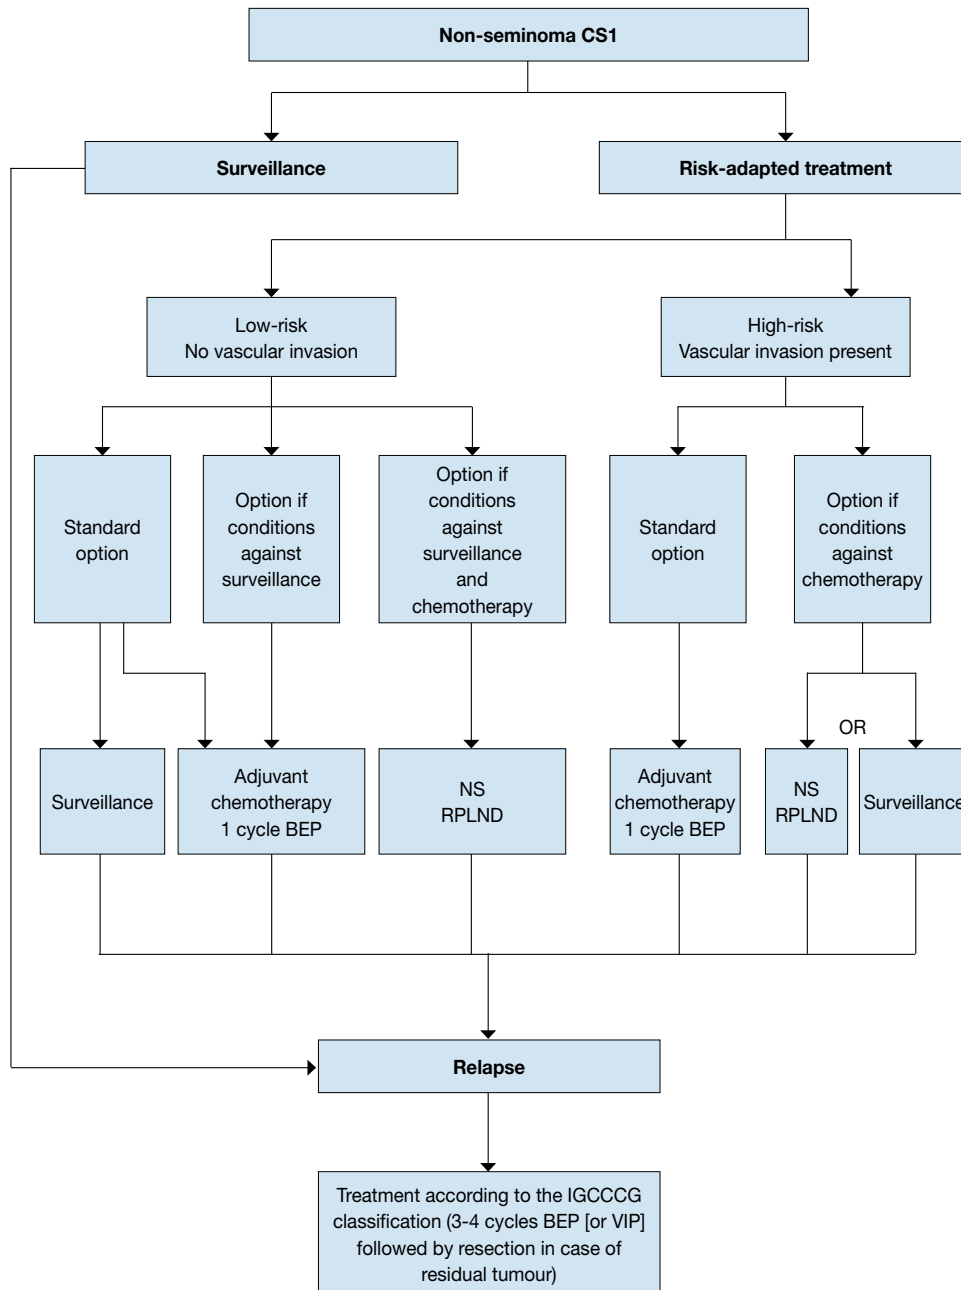 Non-seminoma CS1
Surveillance
Risk-adapted treatment
Low-risk
No vascular invasion
High-risk
Vascular invasion present
Standard
option
Option if
conditions
against
surveillance
Option if
conditions
against
surveillance
and
chemotherapy
Standard
option
Option if
conditions
against
chemotherapy
Surveillance
Adjuvant
chemotherapy
1 cycle BEP
NS
RPLND
Adjuvant
chemotherapy
1 cycle BEP
OR
NS
RPLND
Surveillance
Relapse
Treatment according to the IGCCCG
classification (3-4 cycles BEP [or VIP]
followed by resection in case of
residual tumour)